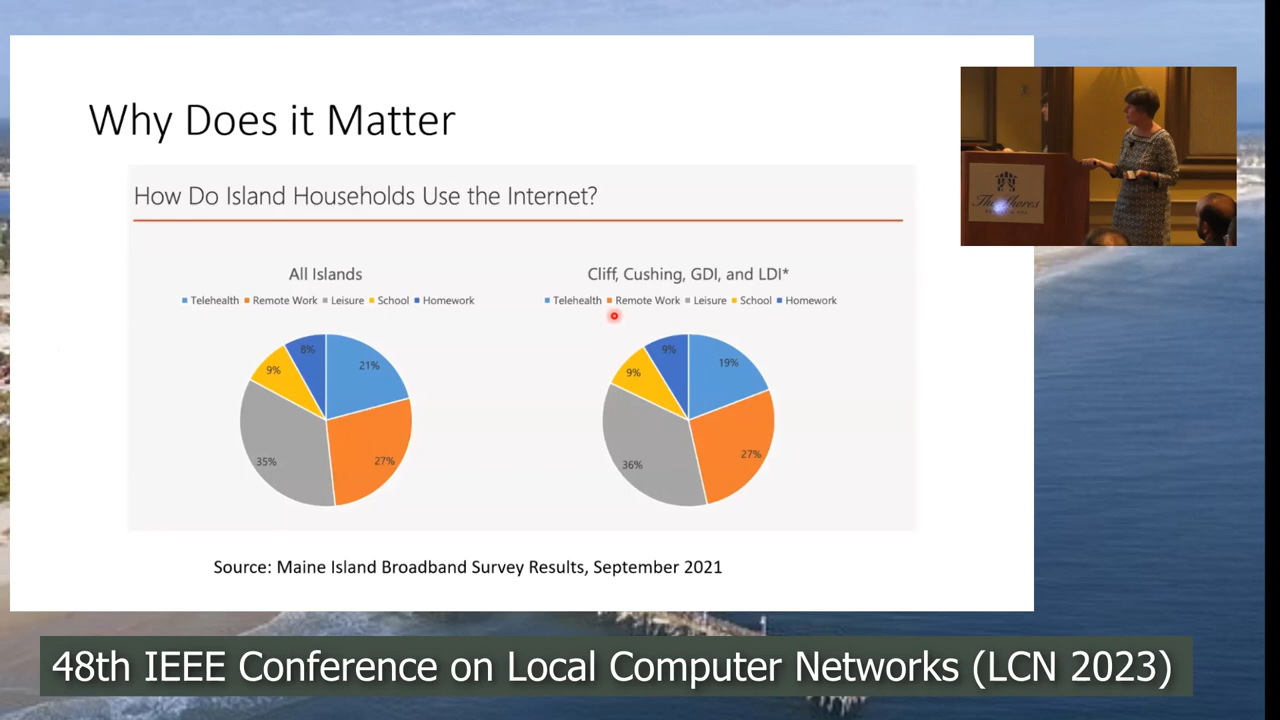 Why Does it Matter
How Do Island Households Use the Internet?
All Islands
Telehealth Remote Work Leisure School Homework
8%
21%
9%
35%
27%
Cliff, Cushing, GDI, and LDI*
Telehealth Remote Work Leisure School Homework
9%
19%
9%
36%
27%
Source: Maine Island Broadband Survey Results, September 2021
The Shores
48th IEEE Conference on Local Computer Networks (LCN 2023)